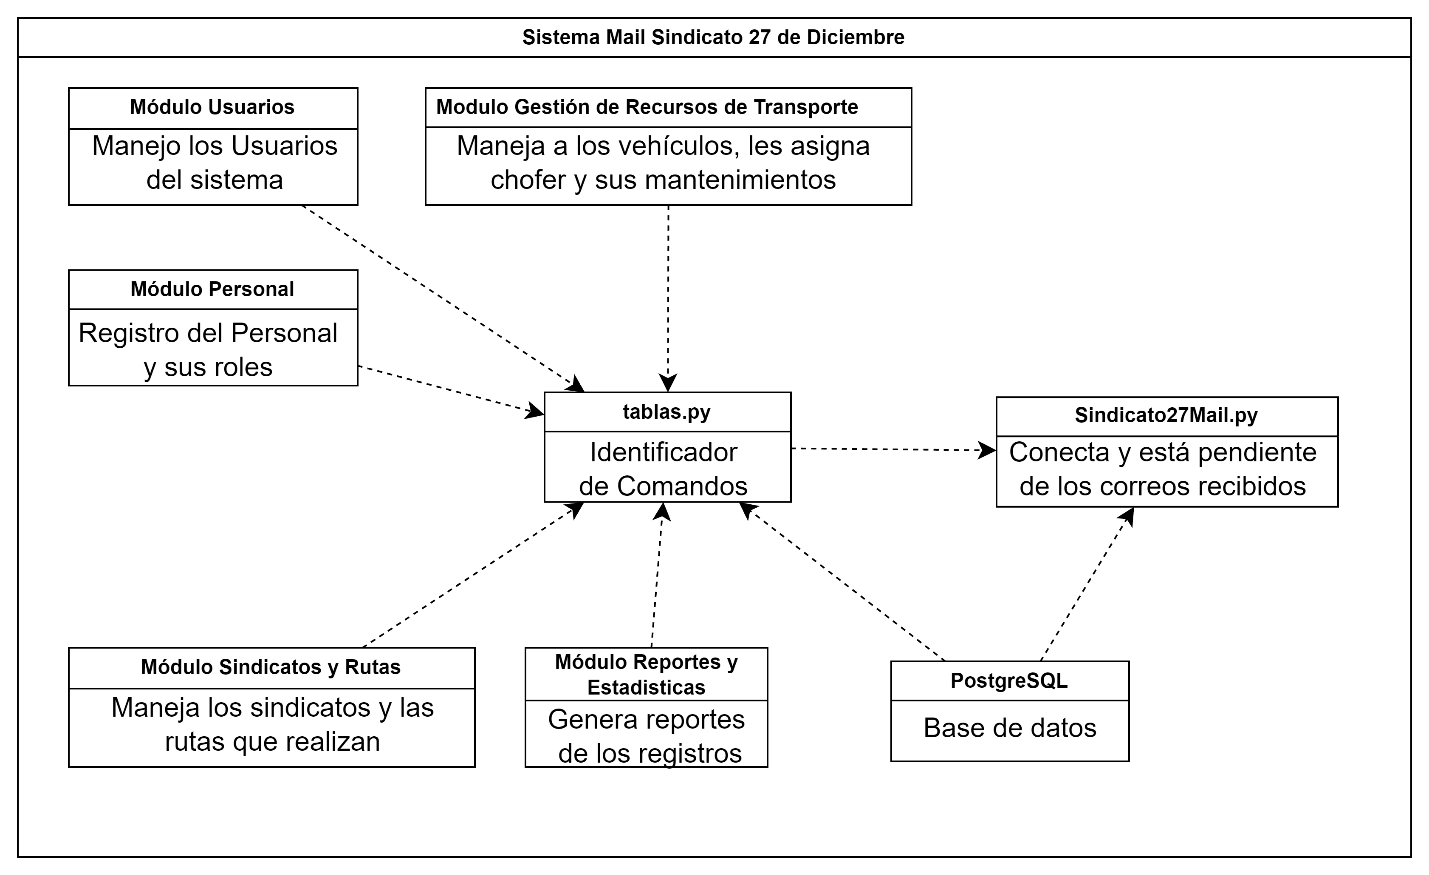 Sistema Mail Sindicato 27 de Diciembre
Módulo Usuarios
Manejo los Usuarios
del sistema
Modulo Gestión de Recursos de Transporte
Maneja a los vehículos, les asigna
chofer y sus mantenimientos
Módulo Personal
Registro del Personal
y sus roles
tablas.py
Identificador
de Comandos
Sindicato27Mail.py
Conecta y está pendiente
de los correos recibidos
Módulo Sindicatos y Rutas
Maneja los sindicatos y las
rutas que realizan
Módulo Reportes y
Estadisticas
Genera reportes
de los registros
PostgreSQL
Base de datos